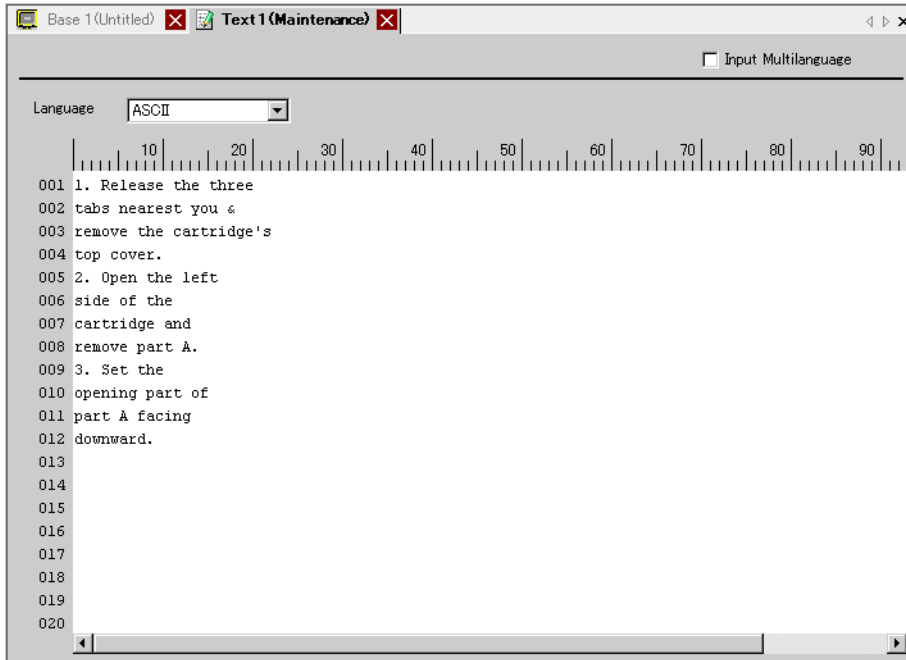 Base 1(Untitled) Text1(Maintenance)
Input Multilanguage
Language ASCII
10 20 30 40 50 60 70 80 90
001 1. Release the three
002 tabs nearest you &
003 remove the cartridge's
004 top cover.
005 2. Open the left
006 side of the
007 cartridge and
008 remove part A.
009 3. Set the
010 opening part of
011 part A facing
012 downward.
013
014
015
016
017
018
019
020